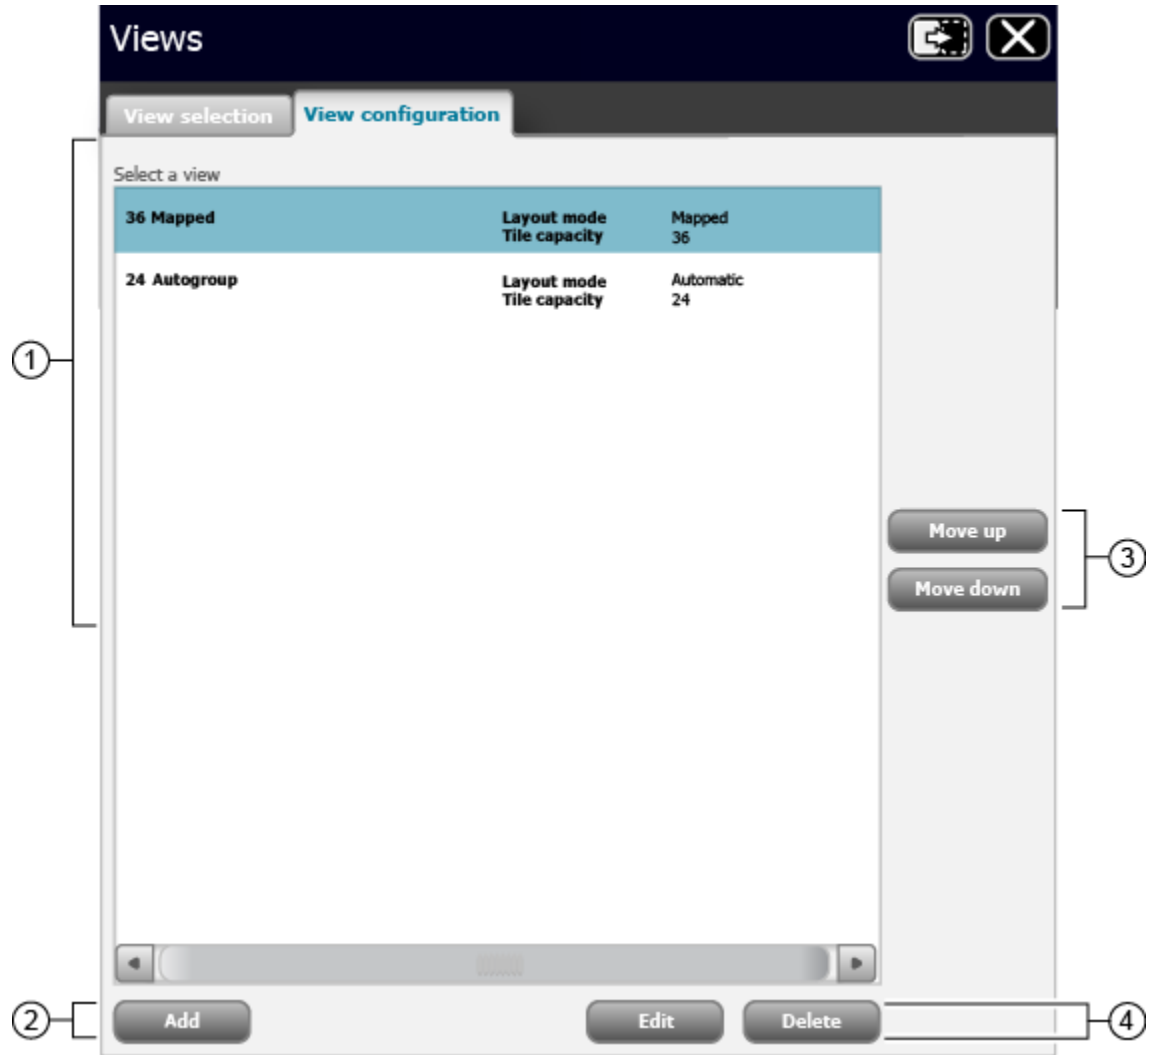 Views
View selection View configuration
Select a view
36 Mapped Layout mode Mapped
Tile capacity 36
24 Autogroup Layout mode Automatic
Tile capacity 24
1
Move up
3
Move down
2 Add Edit Delete 4